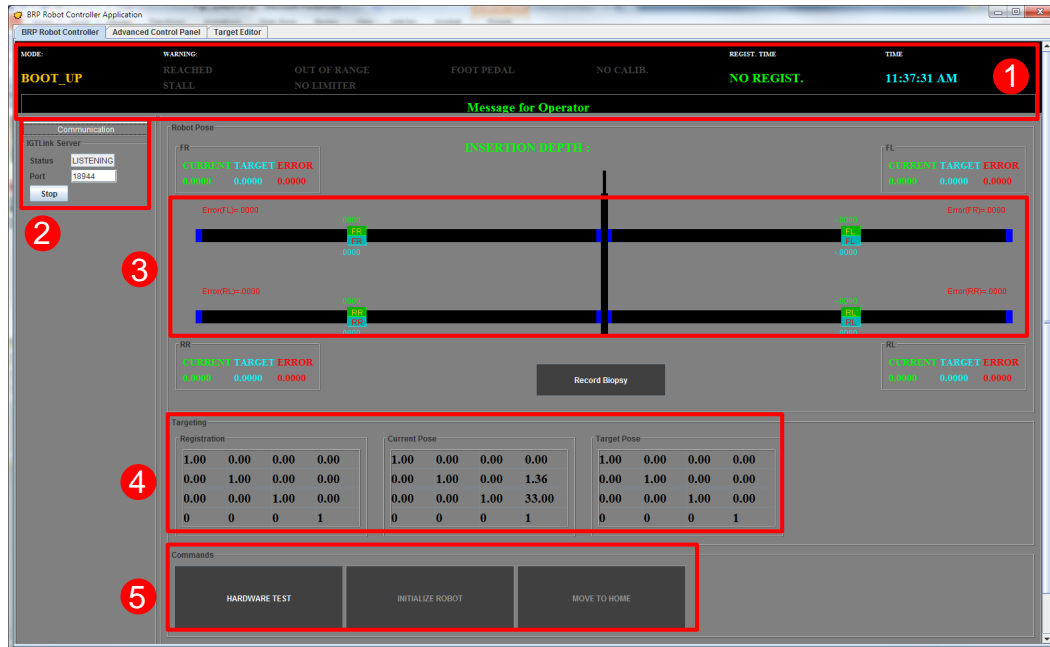 BRP Robot Controller Application
BRP Robot Controller Advanced Control Panel Target Editor
MODE: WARNING: REGIST. TIME TIME
REACHED OUT OF RANGE FOOT PEDAL NO CALIB.
BOOT_UP NO REGIST. 11:37:31 AM 1
STALL NO LIMITER
Message for Operator
Communication
IGTLink Server
Status LISTENING
Port 18944
Stop
2
Robot Pose
FR INSERTION DEPTH : FL
CURRENT TARGET ERROR CURRENT TARGET ERROR
0.0000 0.0000 0.0000 0.0000 0.0000 0.0000
3
Error(FL)= 0000 Error(FR)= 0000
.0000 -.0000
FR FL
FR FL
.0000 -.0000
Error(RL)= 0000 Error(RR)= 0000
.0000 .0000
RR RL
RR RL
.0000 .0000
RR RL
CURRENT TARGET ERROR CURRENT TARGET ERROR
0.0000 0.0000 0.0000 0.0000 0.0000 0.0000
Record Biopsy
Targeting
Registration Current Pose Target Pose
1.00 0.00 0.00 0.00 1.00 0.00 0.00 0.00 1.00 0.00 0.00 0.00
0.00 1.00 0.00 0.00 0.00 1.00 0.00 1.36 0.00 1.00 0.00 0.00
4
0.00 0.00 1.00 0.00 0.00 0.00 1.00 33.00 0.00 0.00 1.00 0.00
0 0 0 1 0 0 0 1 0 0 0 1
Commands
5
HARDWARE TEST INITIALIZE ROBOT MOVE TO HOME